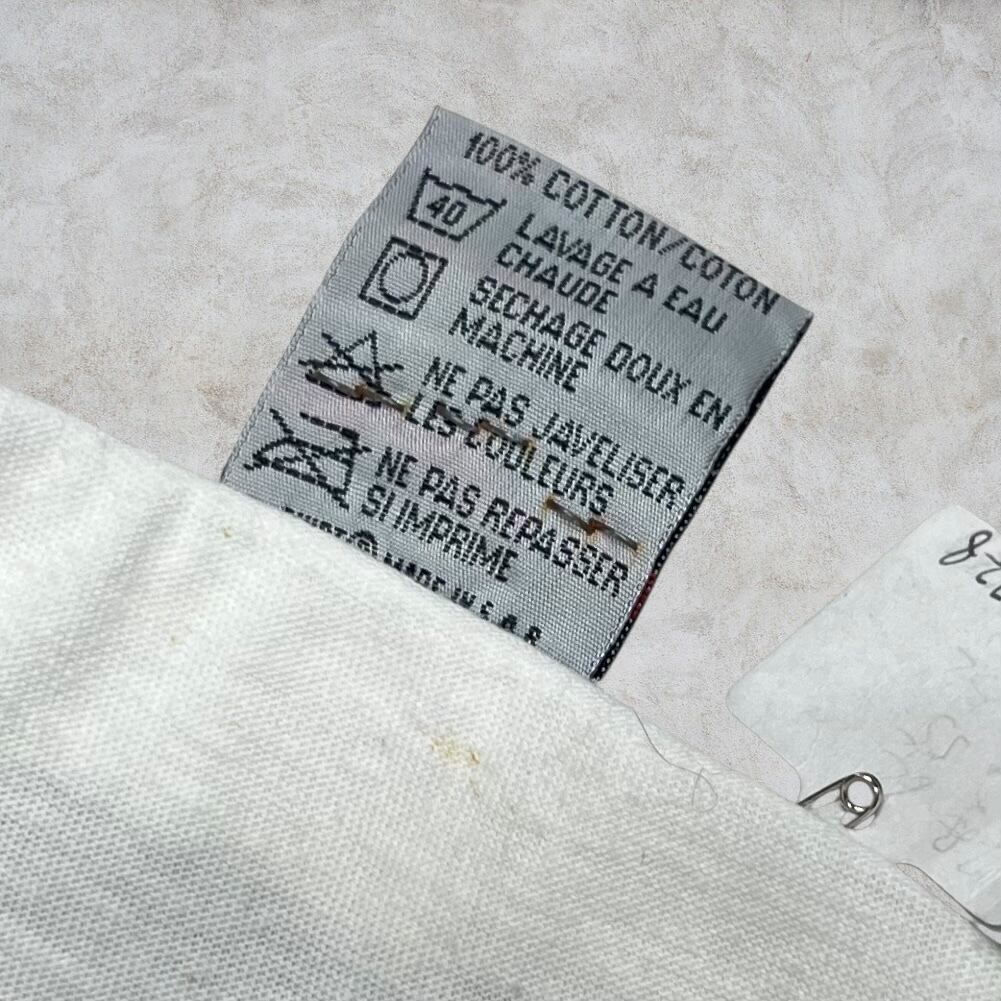 100% COTTON/COTON
40
LAVAGE A EAU
CHAUDE
SECHAGE DOUX EN
MACHINE
NE PAS JAVELISER
LES COULEURS
NE PAS REPASSER
SI IMPRIME
® MADE IN E.A.S
28